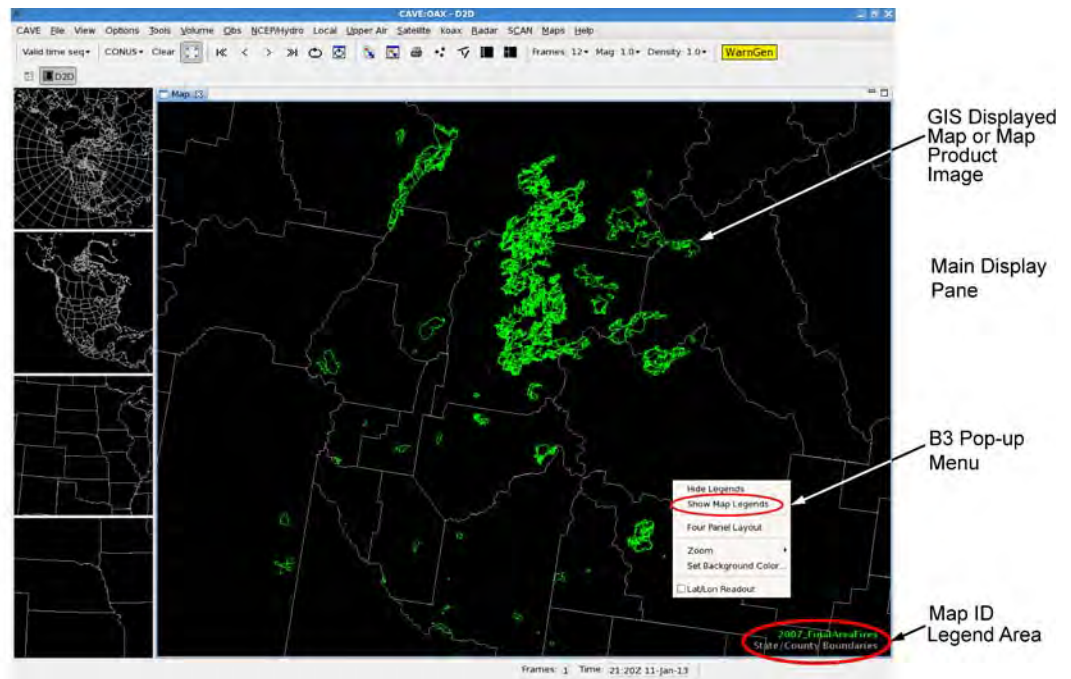 CAVE:OAX - D2D
CAVE File View Options Tools Volume Obs NCEP/Hydro Local Upper Air Satellite koax Radar SCAN Maps Help
Valid time seq CONUS Clear Frames: 12 Mag: 1.0 Density: 1.0 WarnGen
D2D
Map
GIS Displayed
Map or Map
Product
Image
Main Display
Pane
B3 Pop-up
Menu
Hide Legends
Show Map Legends
Four Panel Layout
Zoom
Set Background Color...
Lat/Lon Readout
Map ID
Legend Area
2007_FinalAreaFires
State/County Boundaries
Frames: 1 Time: 21:20Z 11-Jan-13